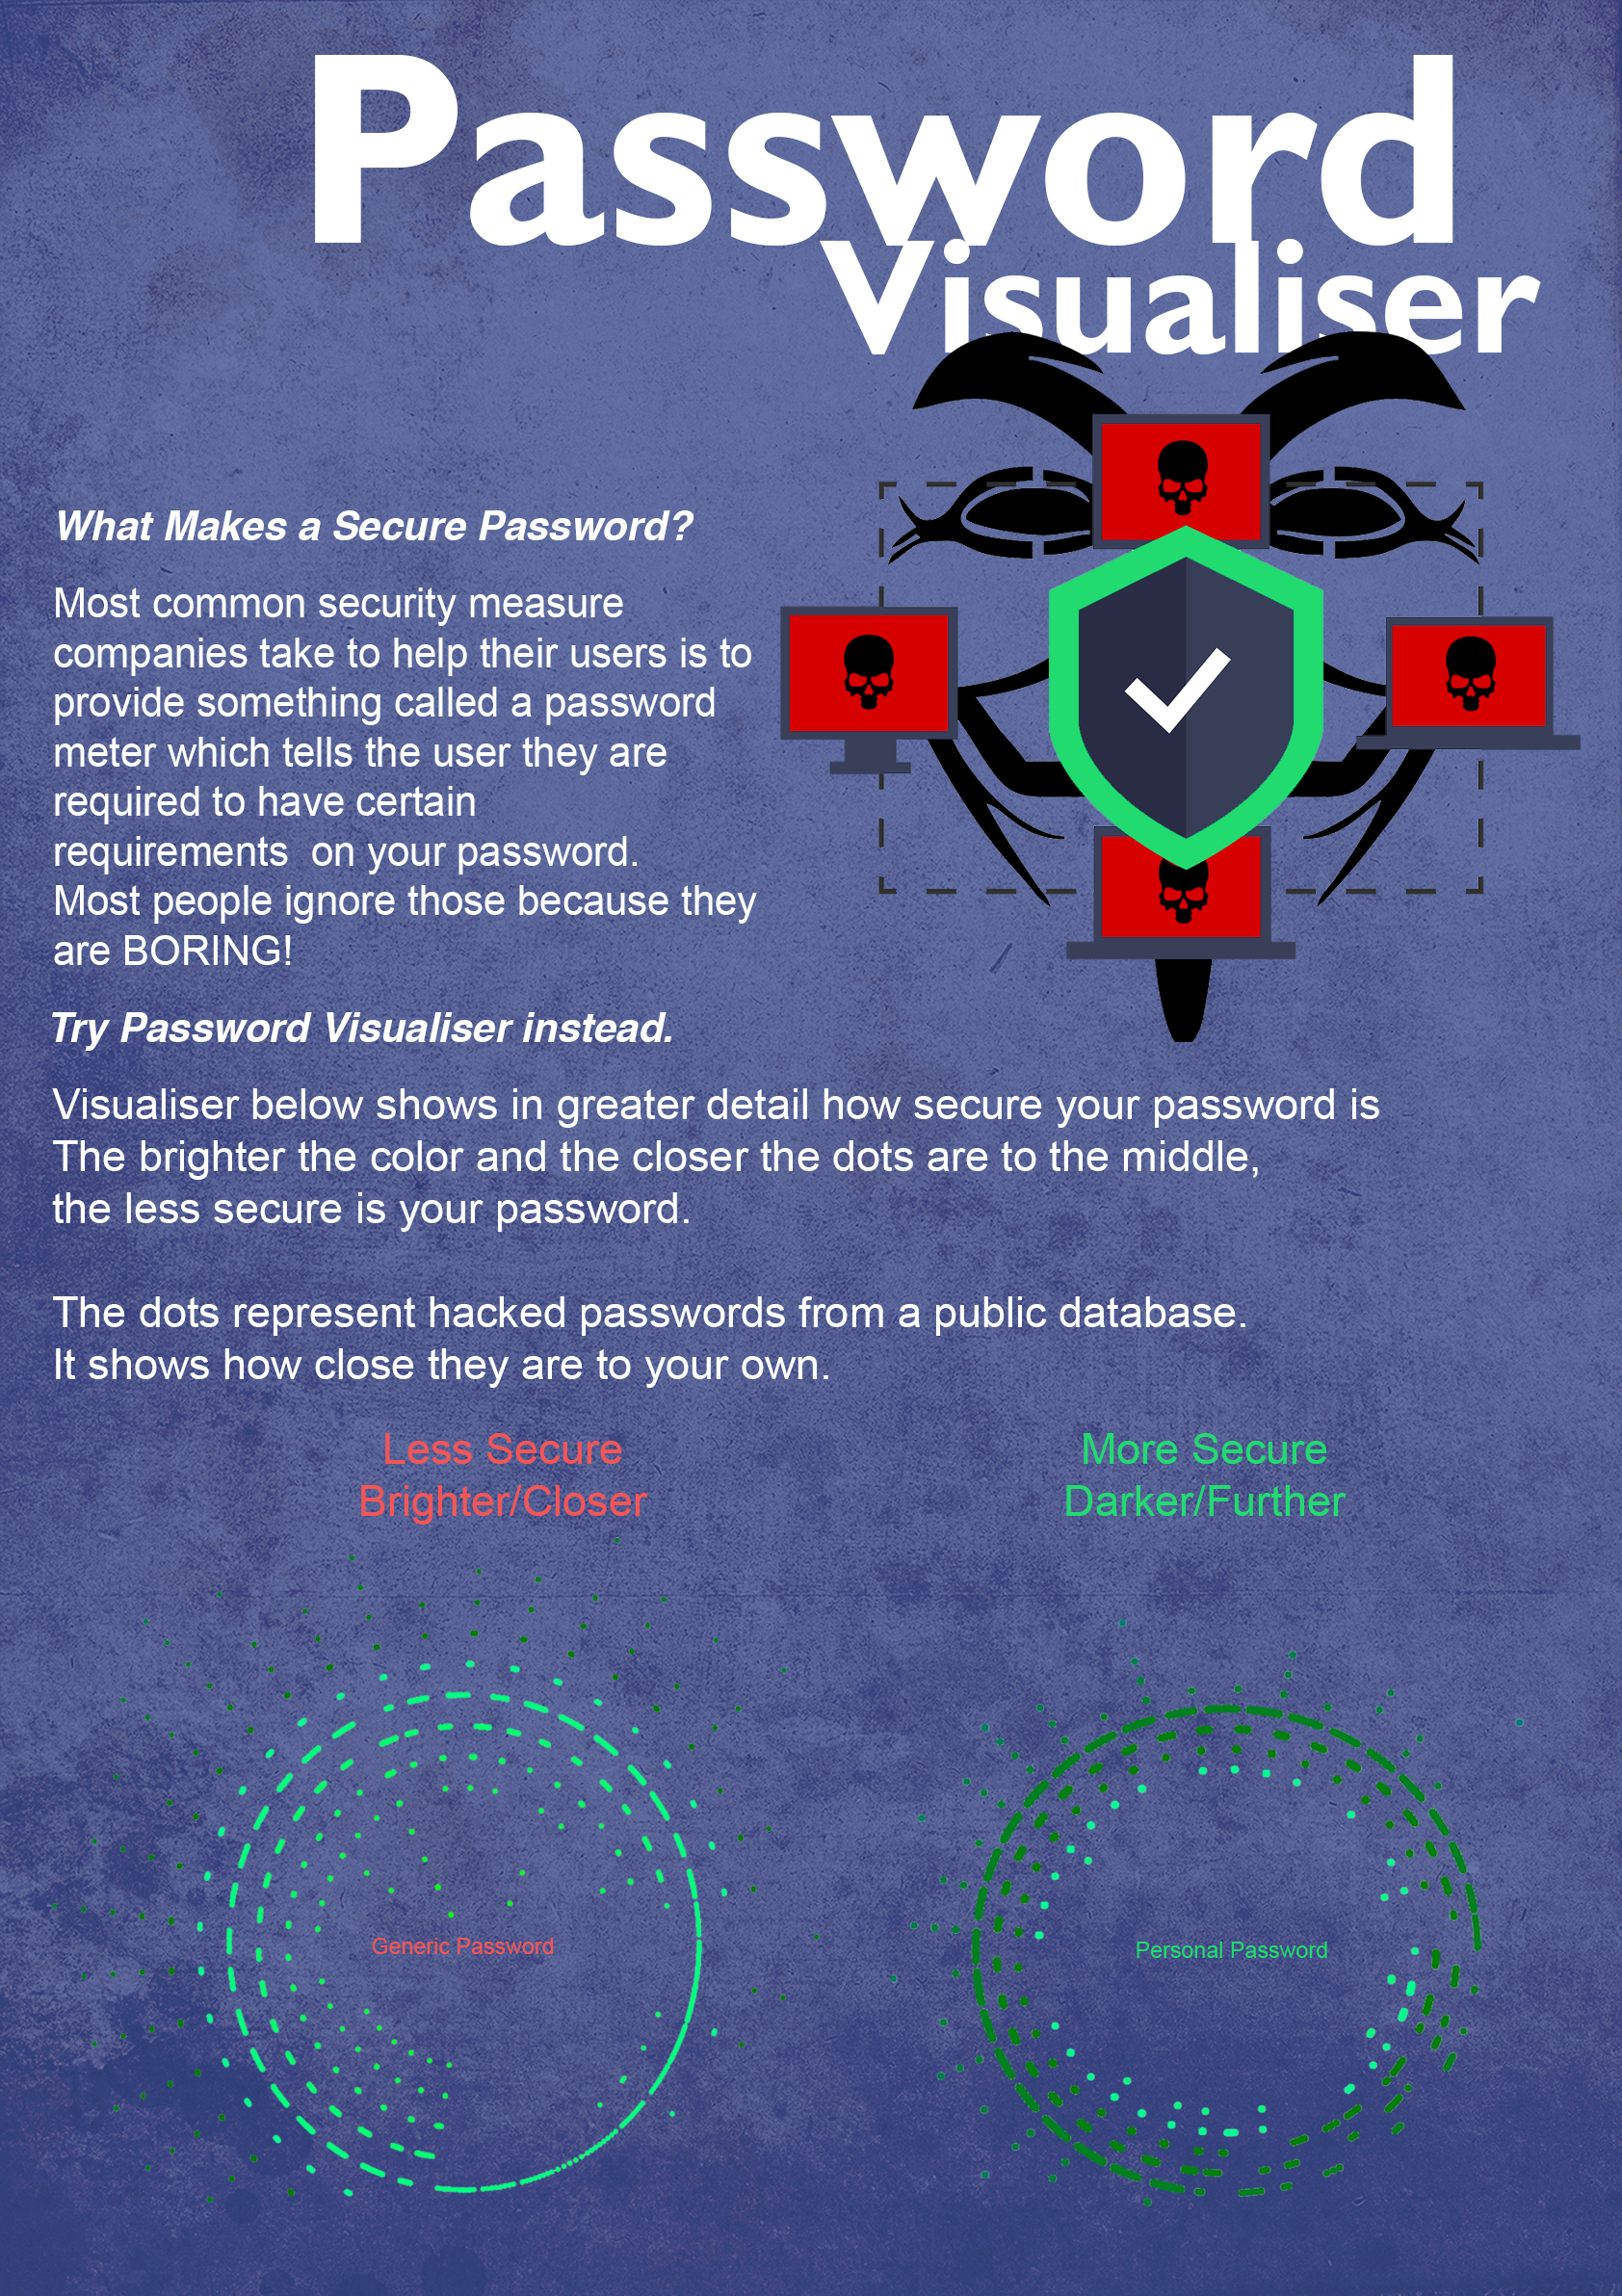 Password
Visualiser
What Makes a Secure Password?
Most common security measure
companies take to help their users is to
provide something called a password
meter which tells the user they are
required to have certain
requirements  on your password.
Most people ignore those because they
are BORING!
Try Password Visualiser instead.
Visualiser below shows in greater detail how secure your password is
The brighter the color and the closer the dots are to the middle,
the less secure is your password.
The dots represent hacked passwords from a public database.
It shows how close they are to your own.
Less Secure
Brighter/Closer
More Secure
Darker/Further
Generic Password
Personal Password